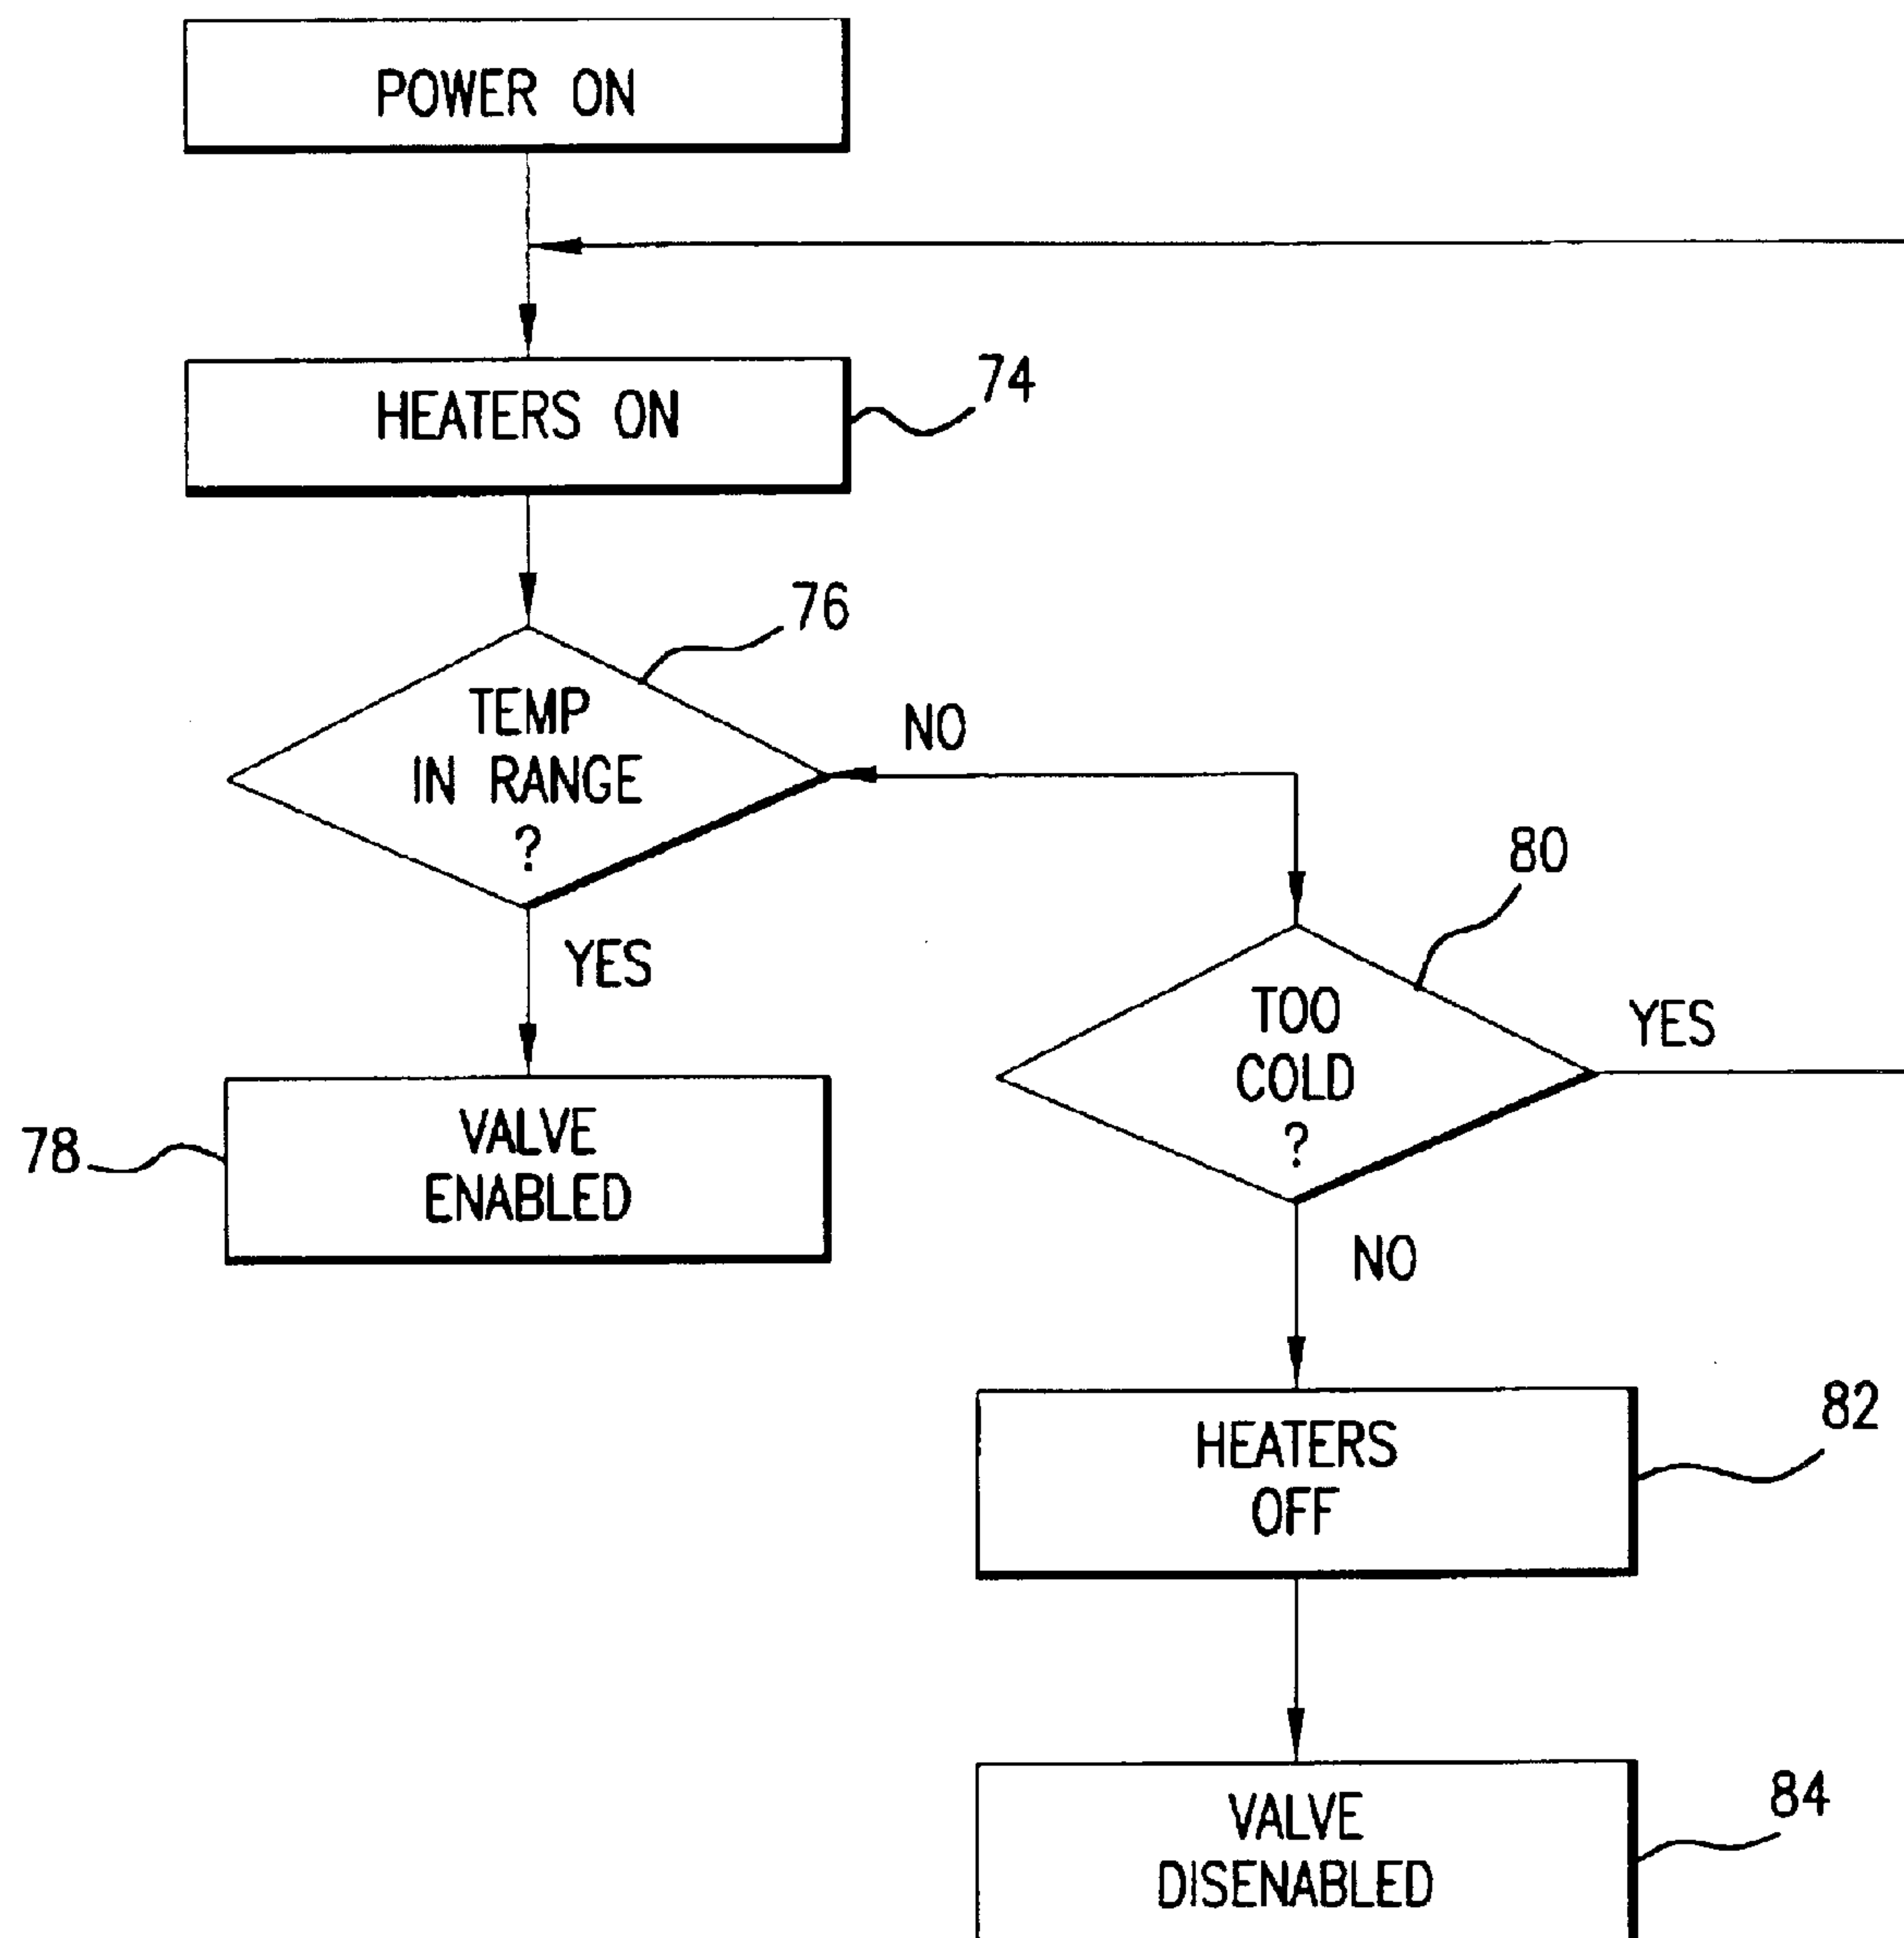 POWER ON
HEATERS ON
74
76
TEMP
IN RANGE
?
NO
YES
80
TOO
COLD
?
YES
78
VALVE
ENABLED
NO
82
HEATERS
OFF
84
VALVE
DISENABLED